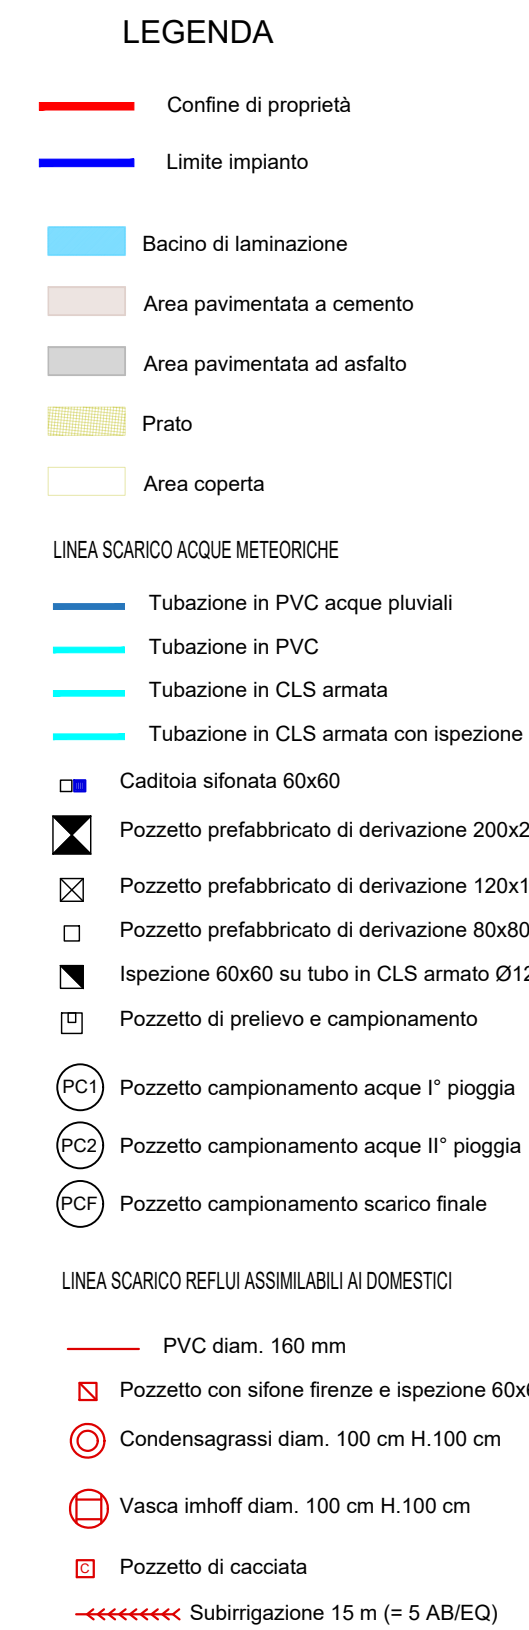 LEGENDA
Confine di proprietà
Limite impianto
Bacino di laminazione
Area pavimentata a cemento
Area pavimentata ad asfalto
Prato
Area coperta
LINEA SCARICO ACQUE METEORICHE
Tubazione in PVC acque pluviali
Tubazione in PVC
Tubazione in CLS armata
Tubazione in CLS armata con ispezione
Caditoia sifonata 60x60
Pozzetto prefabbricato di derivazione 200x2
Pozzetto prefabbricato di derivazione 120x1
Pozzetto prefabbricato di derivazione 80x80
Ispezione 60x60 su tubo in CLS armato Ø12
Pozzetto di prelievo e campionamento
PC1 Pozzetto campionamento acque I° pioggia
PC2 Pozzetto campionamento acque II° pioggia
PCF Pozzetto campionamento scarico finale
LINEA SCARICO REFLUI ASSIMILABILI AI DOMESTICI
PVC diam. 160 mm
Pozzetto con sifone firenze e ispezione 60x6
Condensagrassi diam. 100 cm H.100 cm
Vasca imhoff diam. 100 cm H.100 cm
C Pozzetto di cacciata
Subirrigazione 15 m (= 5 AB/EQ)